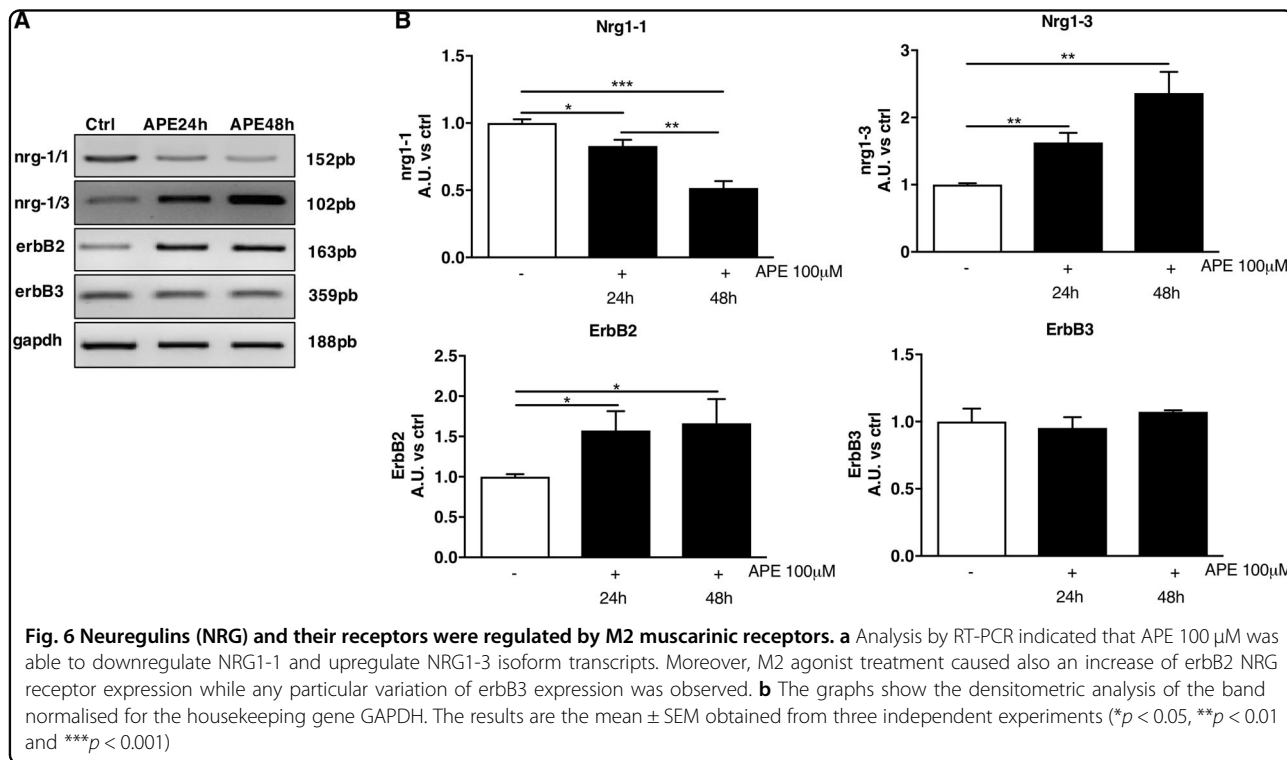 A
Ctrl APE24h APE48h
nrg-1/1 152pb
nrg-1/3 102pb
erbB2 163pb
erbB3 359pb
gapdh 188pb
B
Nrg1-1
nrg1-1
A.U. vs ctrl
1.5
1.0
0.5
0.0
***
*
**
- + + APE 100μM
24h 48h
Nrg1-3
nrg1-3
A.U. vs ctrl
3
2
1
0
**
**
- + + APE 100μM
24h 48h
ErbB2
ErbB2
A.U. vs ctrl
2.5
2.0
1.5
1.0
0.5
0.0
*
*
- + + APE 100μM
24h 48h
ErbB3
ErbB3
A.U. vs ctrl
1.5
1.0
0.5
0.0
- + + APE 100μM
24h 48h
Fig. 6 Neuregulins (NRG) and their receptors were regulated by M2 muscarinic receptors. a Analysis by RT-PCR indicated that APE 100 μM was
able to downregulate NRG1-1 and upregulate NRG1-3 isoform transcripts. Moreover, M2 agonist treatment caused also an increase of erbB2 NRG
receptor expression while any particular variation of erbB3 expression was observed. b The graphs show the densitometric analysis of the band
normalised for the housekeeping gene GAPDH. The results are the mean ± SEM obtained from three independent experiments (*p < 0.05, **p < 0.01
and ***p < 0.001)